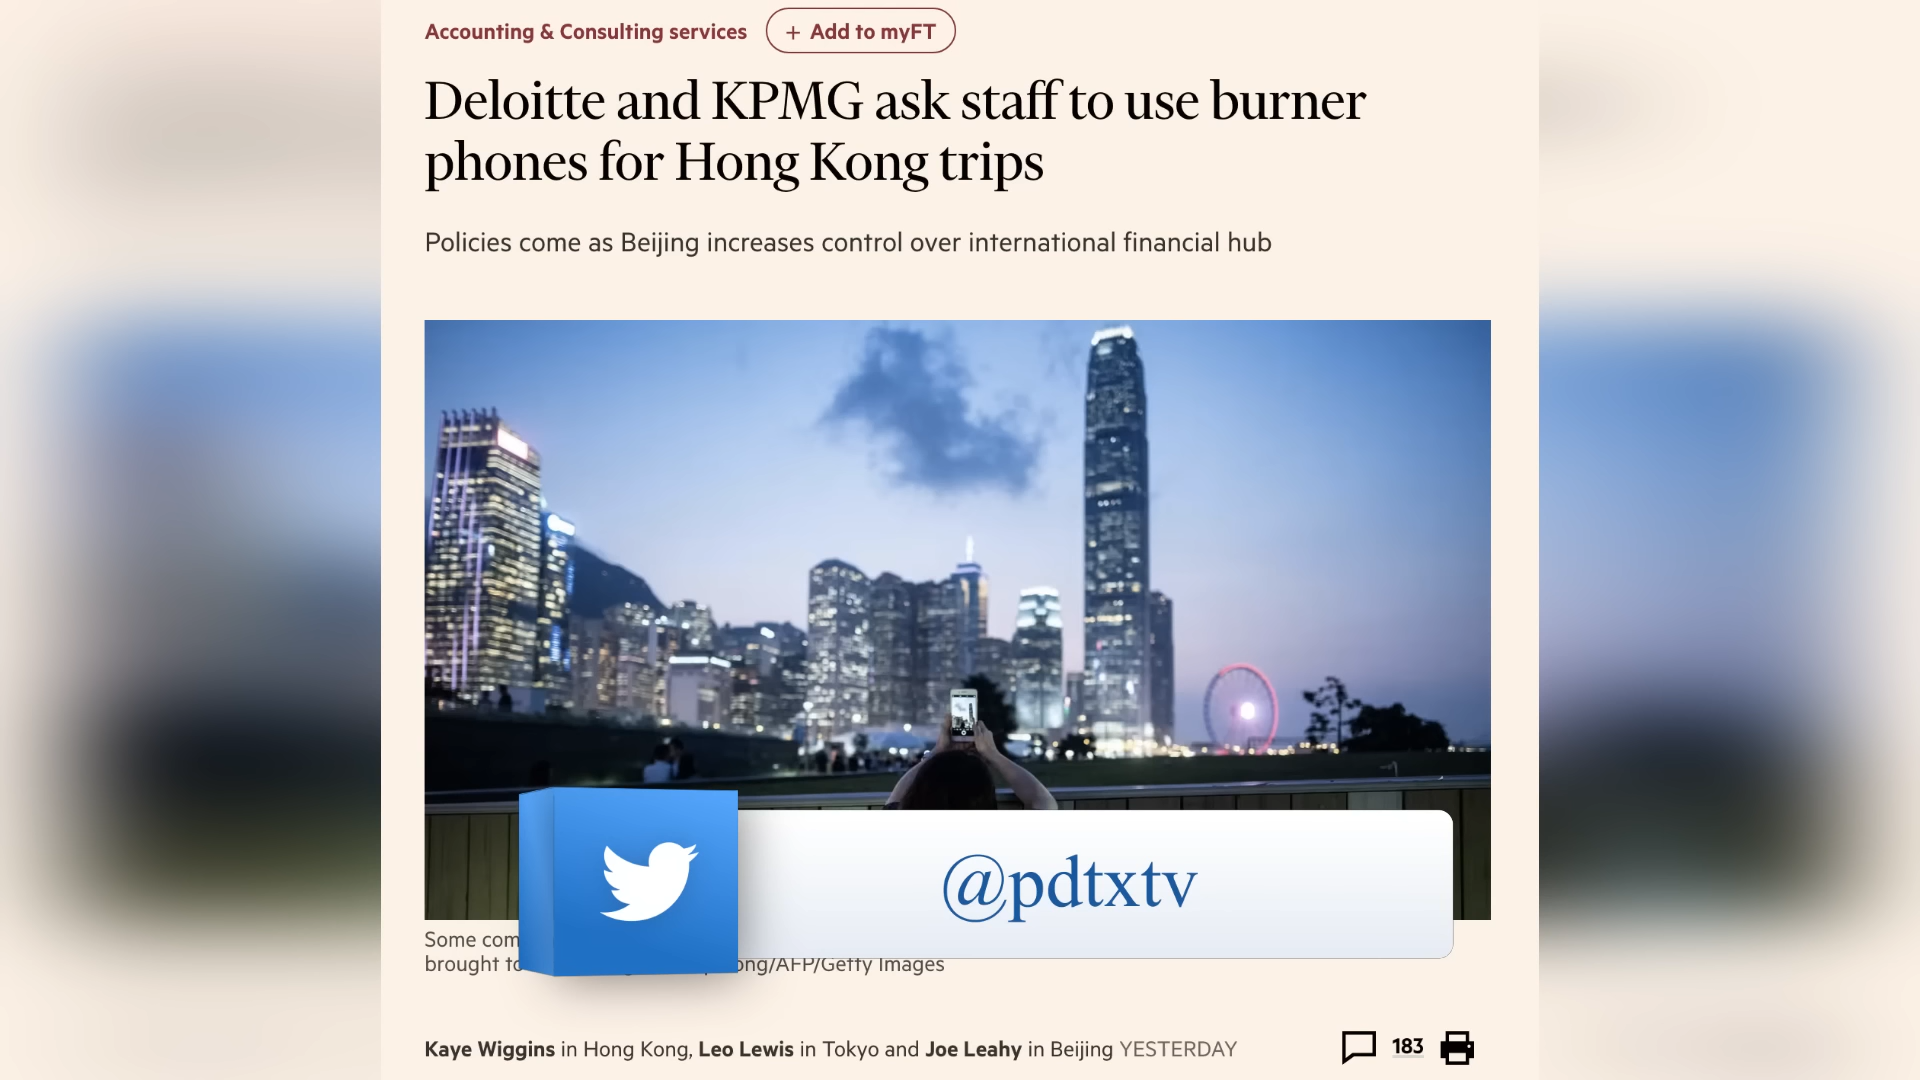 Accounting & Consulting services + Add to myFT
Deloitte and KPMG ask staff to use burner
phones for Hong Kong trips
Policies come as Beijing increases control over international financial hub
@pdtxtv
Some com
brought to ong/AFP/Getty Images
Kaye Wiggins in Hong Kong, Leo Lewis in Tokyo and Joe Leahy in Beijing YESTERDAY 183